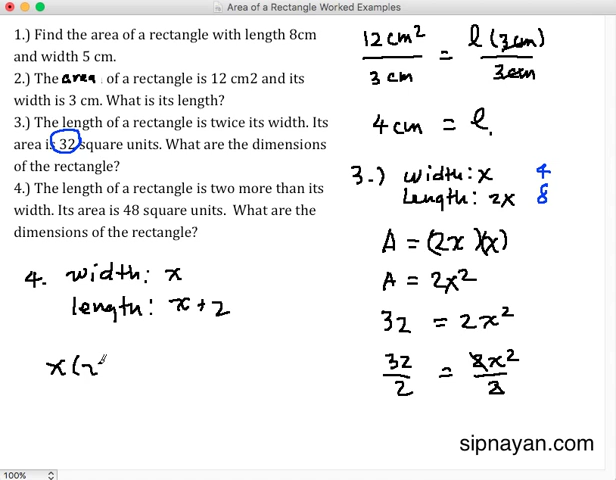 Area of a Rectangle Worked Examples
1.) Find the area of a rectangle with length 8cm
and width 5 cm.
2.) The area of a rectangle is 12 cm2 and its
width is 3 cm. What is its length?
3.) The length of a rectangle is twice its width. Its
area is 32 square units. What are the dimensions
of the rectangle?
4.) The length of a rectangle is two more than its
width. Its area is 48 square units. What are the
dimensions of the rectangle?
4. width: x
length: x + 2
x(
12 cm² = l(3cm)
3 cm 3cm
4 cm = l.
3.) width: x 4
Length: 2x 8
A = (2x)(x)
A = 2x²
32 = 2x²
32 = 2x²
2 2
sipnayan.com
100%